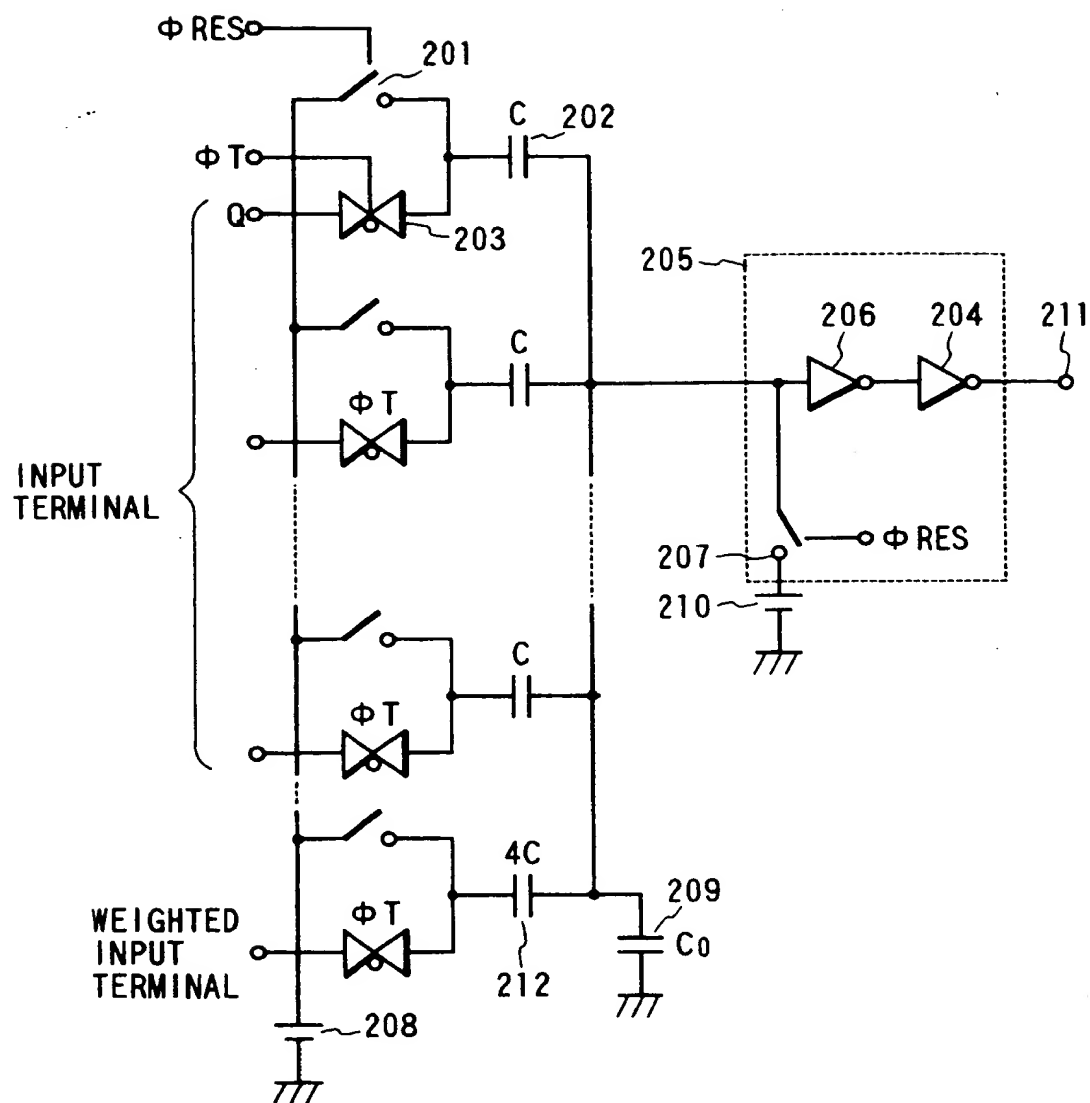 Φ RES
201
C
202
Φ T
Q
203
205
206
204
211
C
Φ T
INPUT
TERMINAL
207
Φ RES
210
C
Φ T
4C
209
Φ T
C0
WEIGHTED
INPUT
TERMINAL
212
208